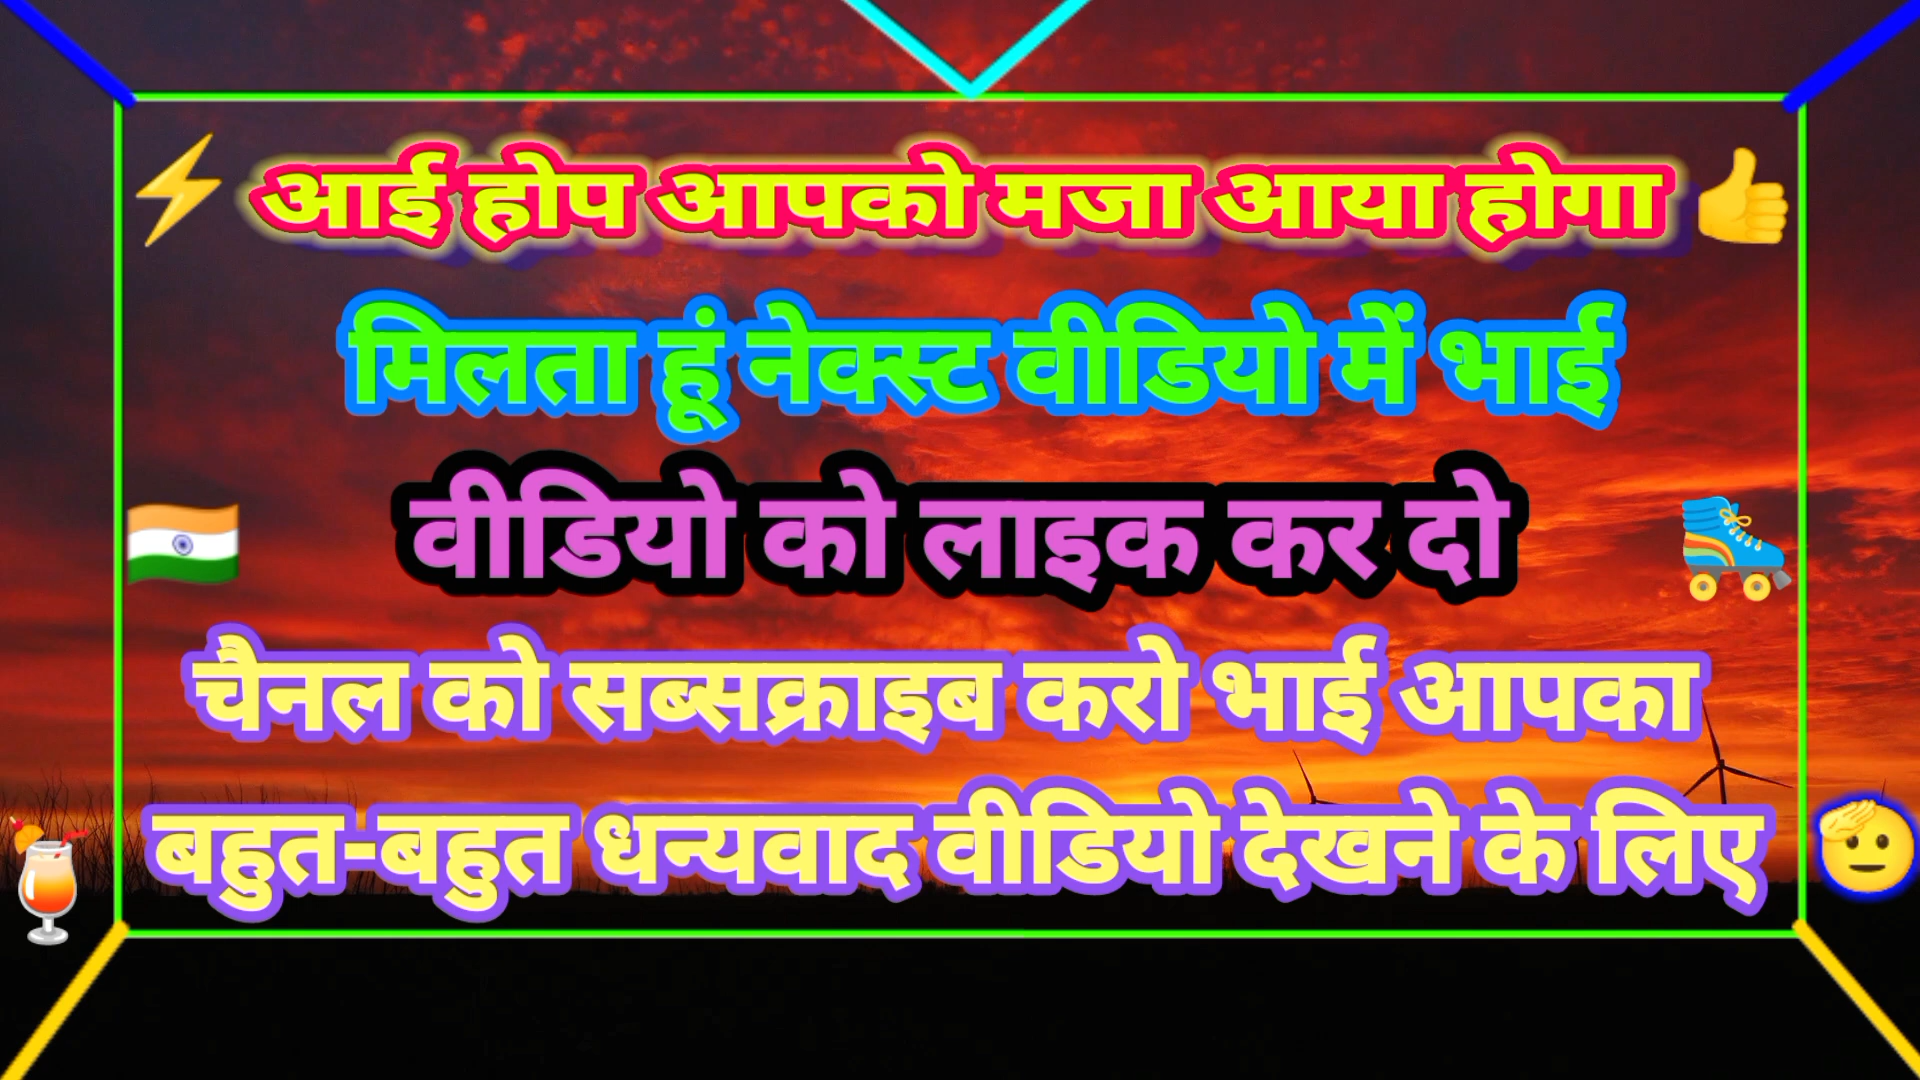 आई होप आपको मजा आया होगा
मिलता हूं नेक्स्ट वीडियो में भाई
वीडियो को लाइक कर दो
चैनल को सब्सक्राइब करो भाई आपका
बहुत-बहुत धन्यवाद वीडियो देखने के लिए